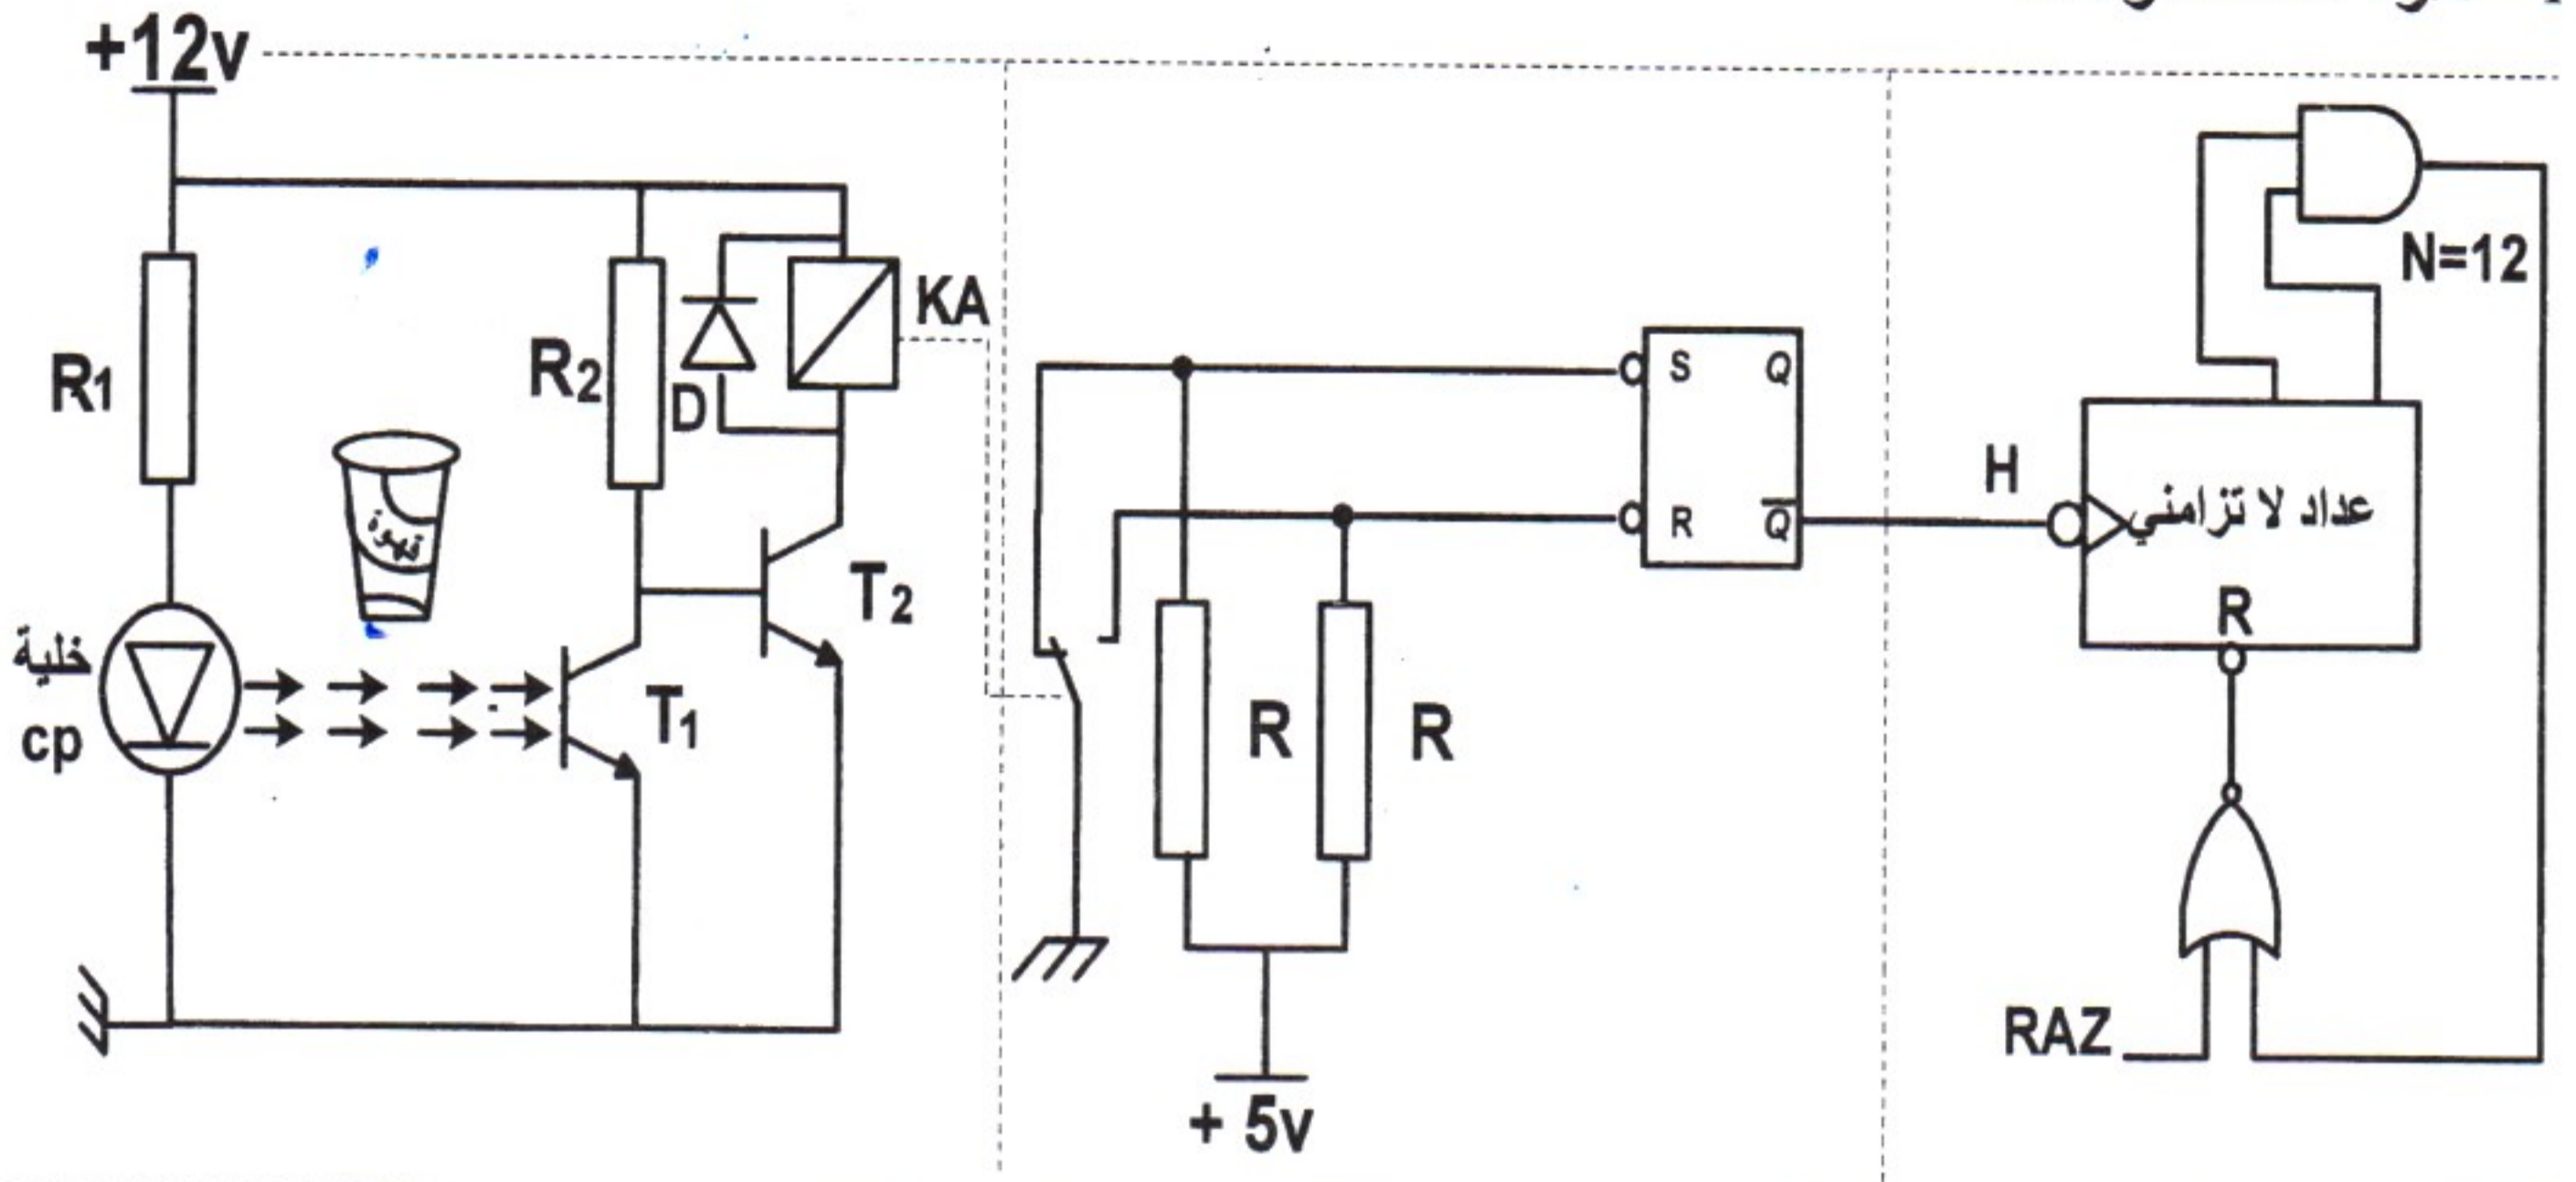 +12v
R1
R2
D
KA
قهوة
خلية
cp
T1
T2
S
Q
R
Q̅
R
R
+ 5v
H
N=12
عداد لا تزامني
R
RAZ